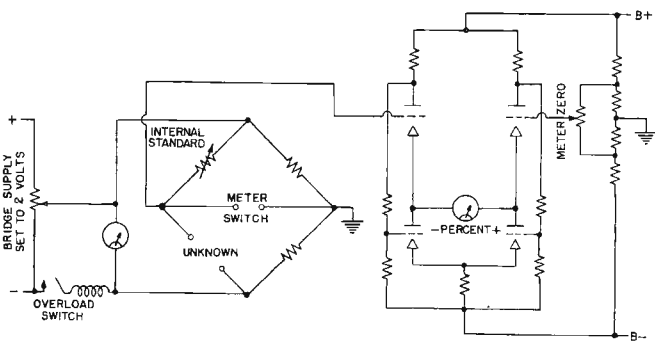 B+
+
BRIDGE SUPPLY
SET TO 2 VOLTS
-
OVERLOAD
SWITCH
INTERNAL
STANDARD
METER
SWITCH
UNKNOWN
-PERCENT+
METER ZERO
B-